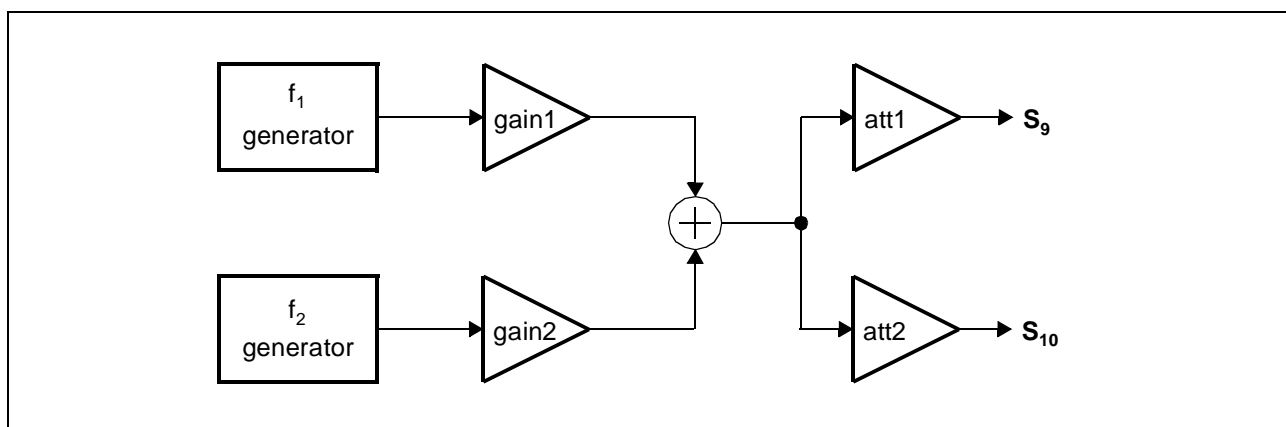 f1
generator
gain1
att1
S9
f2
generator
gain2
att2
S10